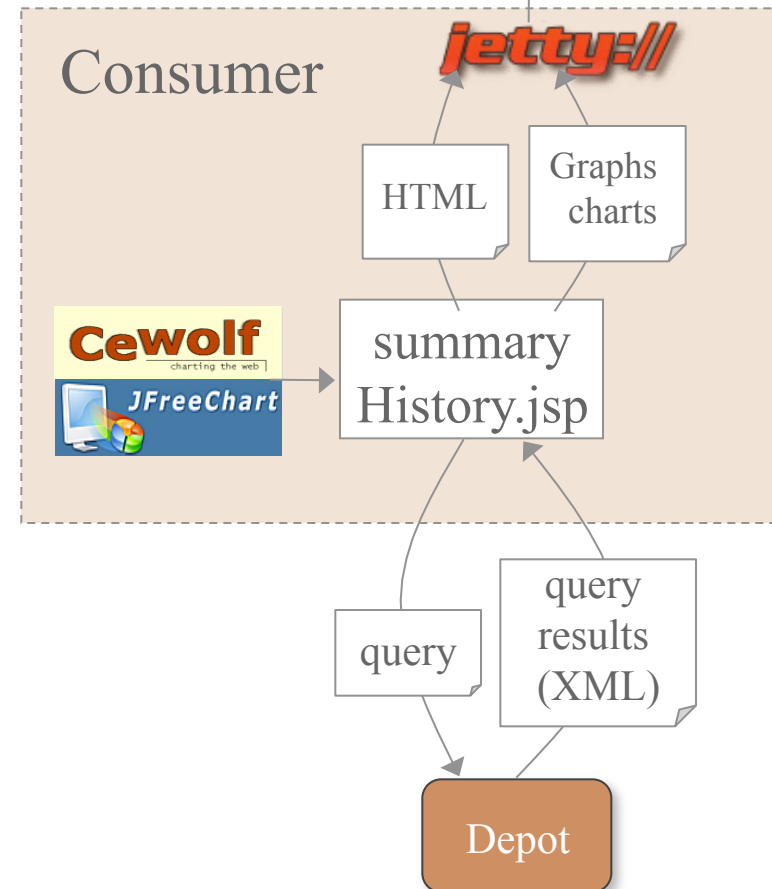 jetty://
Consumer
HTML
Graphs
charts
Cewolf
charting the web
JFreeChart
summary
History.jsp
query
query
results
(XML)
Depot